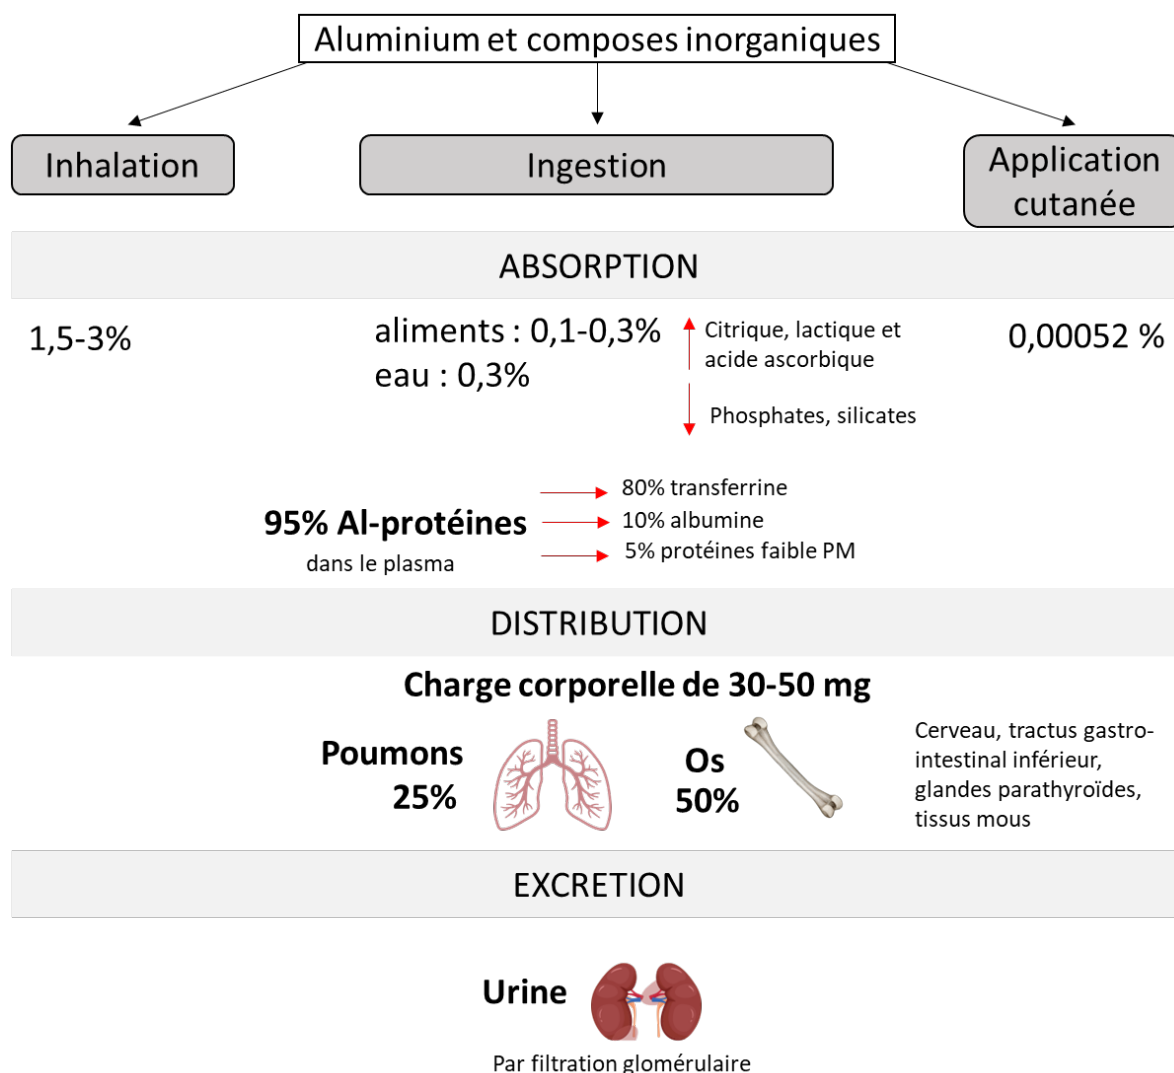 Aluminium et composes inorganiques
Inhalation
Ingestion
Application
cutanée
ABSORPTION
1,5-3%
aliments : 0,1-0,3%
eau : 0,3%
Citrique, lactique et
acide ascorbique
Phosphates, silicates
0,00052 %
95% Al-protéines
dans le plasma
80% transferrine
10% albumine
5% protéines faible PM
DISTRIBUTION
Charge corporelle de 30-50 mg
Poumons
25%
Os
50%
Cerveau, tractus gastro-
intestinal inférieur,
glandes parathyroïdes,
tissus mous
EXCRETION
Urine
Par filtration glomérulaire